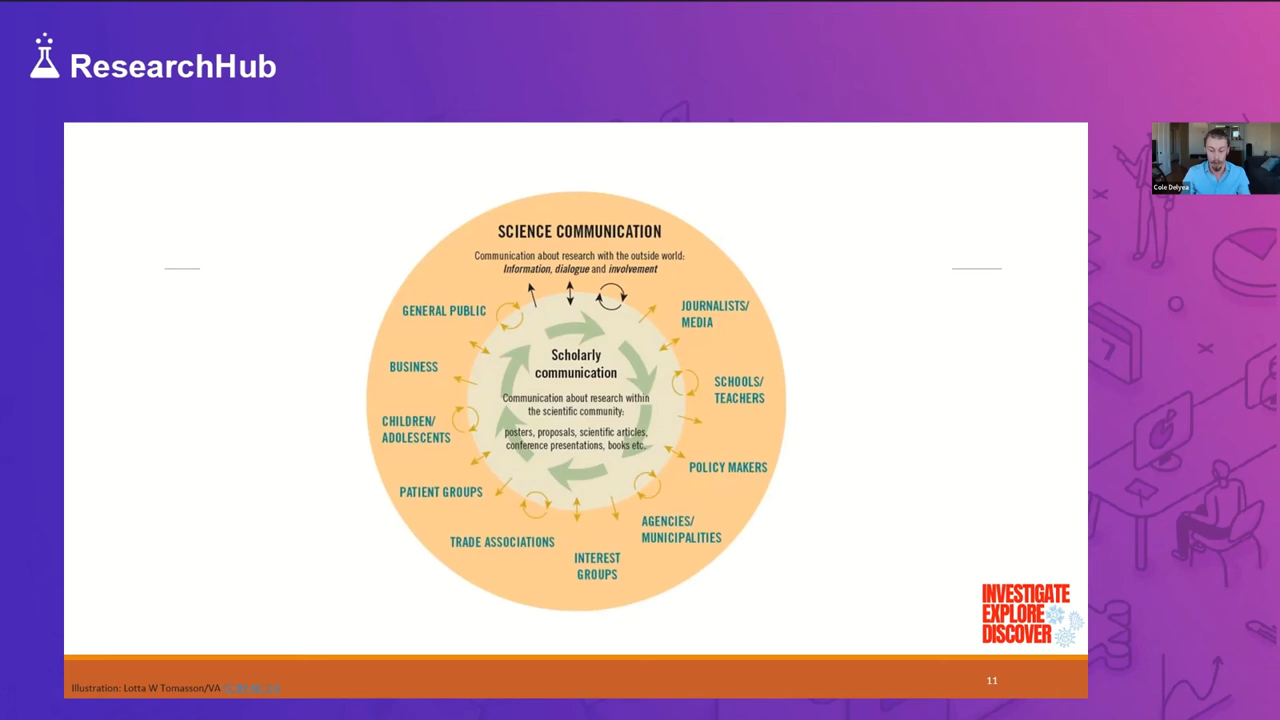 ResearchHub
Cole Delyea
SCIENCE COMMUNICATION
Communication about research with the outside world:
Information, dialogue and involvement
GENERAL PUBLIC
JOURNALISTS/
MEDIA
BUSINESS
SCHOOLS/
TEACHERS
CHILDREN/
ADOLESCENTS
POLICY MAKERS
PATIENT GROUPS
AGENCIES/
MUNICIPALITIES
TRADE ASSOCIATIONS
INTEREST
GROUPS
Scholarly
communication
Communication about research within
the scientific community:
posters, proposals, scientific articles,
conference presentations, books etc.
INVESTIGATE
EXPLORE
DISCOVER
Illustration: Lotta W Tomasson/VA
11
7